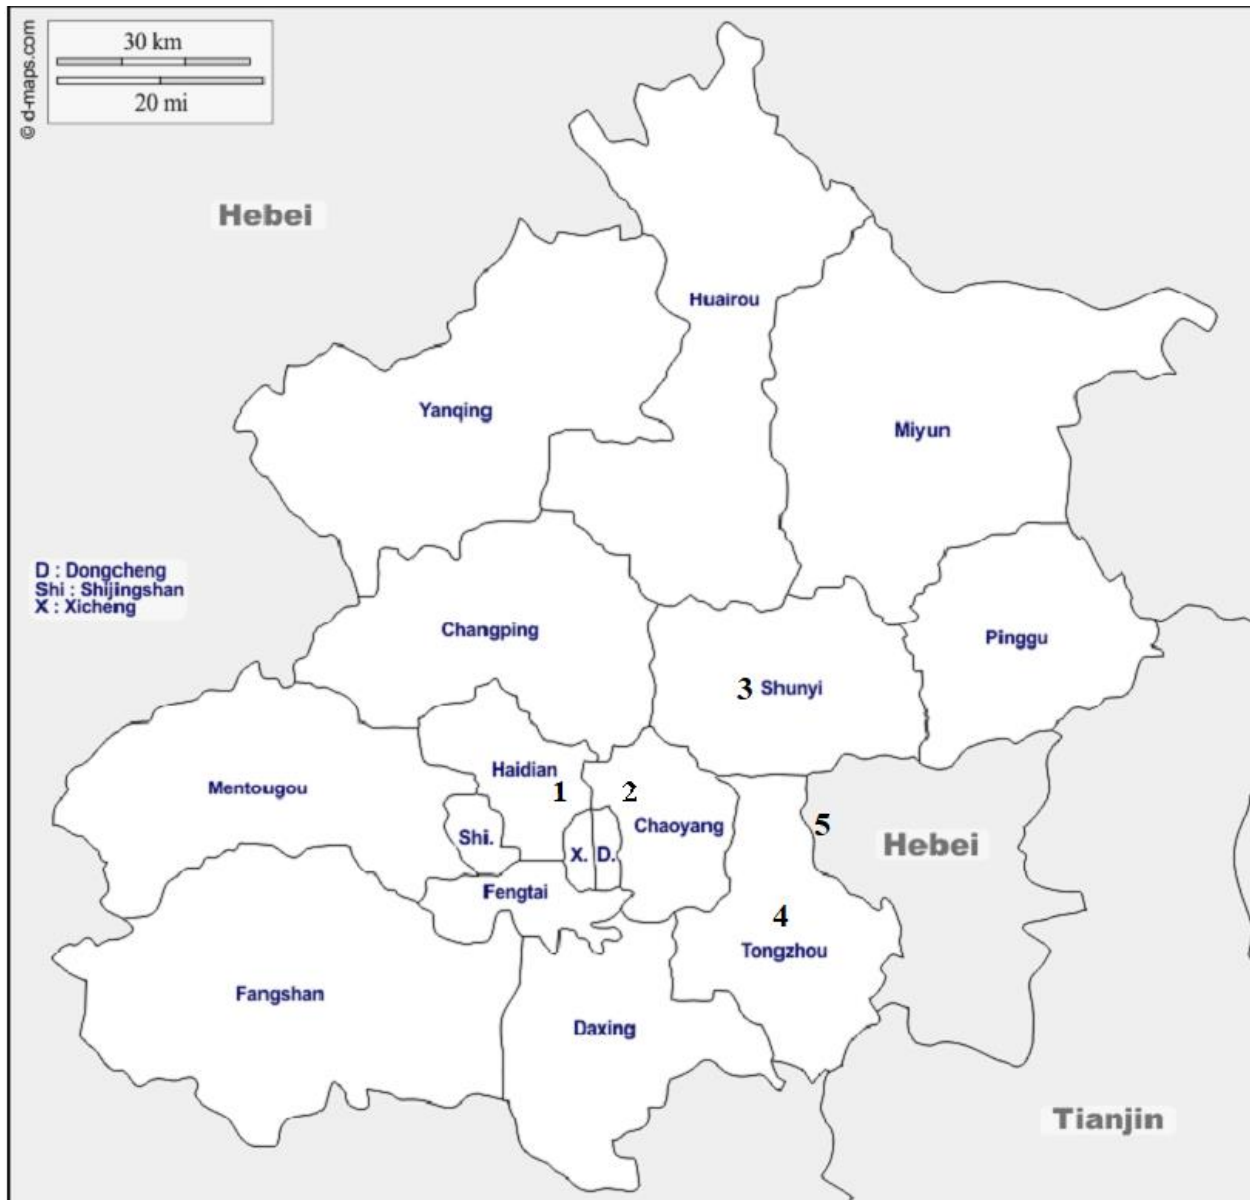 © d-maps.com
30 km
20 mi
Hebei
Huairou
Yanqing
Miyun
D : Dongcheng
Shi : Shijingshan
X : Xicheng
Changping
Pinggu
3 Shunyi
Haidian
Mentougou
1
2
Chaoyang
5
Hebei
Shi.
X.
D.
Fengtai
4
Tongzhou
Fangshan
Daxing
Tianjin